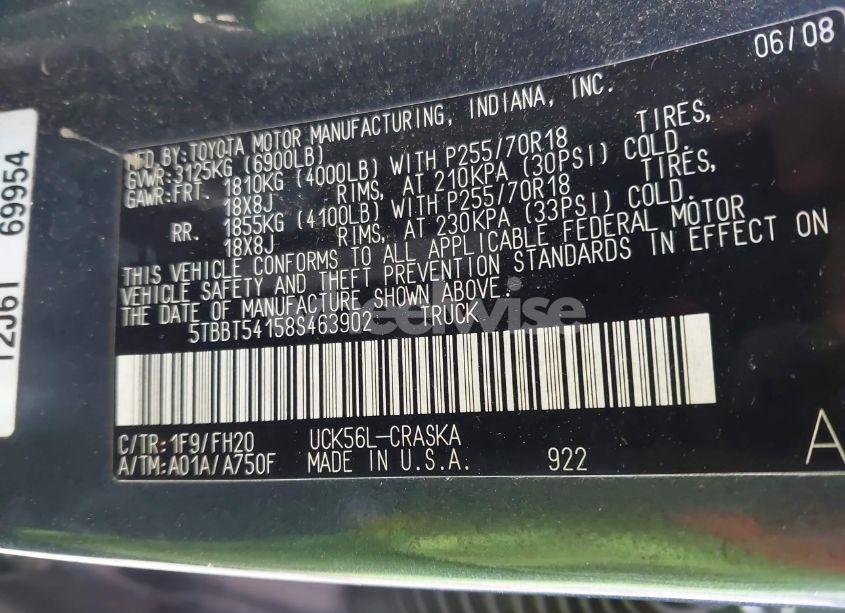 06/08
MFD.BY:TOYOTA MOTOR MANUFACTURING, INDIANA, INC.
GVWR:3125KG (6900LB)
GAWR:FRT. 1810KG (4000LB) WITH P255/70R18 TIRES,
18X8J RIMS, AT 210KPA (30PSI) COLD.
RR. 1855KG (4100LB) WITH P255/70R18 TIRES,
18X8J RIMS, AT 230KPA (33PSI) COLD.
THIS VEHICLE CONFORMS TO ALL APPLICABLE FEDERAL MOTOR
VEHICLE SAFETY AND THEFT PREVENTION STANDARDS IN EFFECT ON
THE DATE OF MANUFACTURE SHOWN ABOVE.
5TBBT54158S463902 TRUCK
C/TR:1F9/FH20 UCK56L-CRASKA
A/TM:A01A/A750F MADE IN U.S.A. 922
A
69954